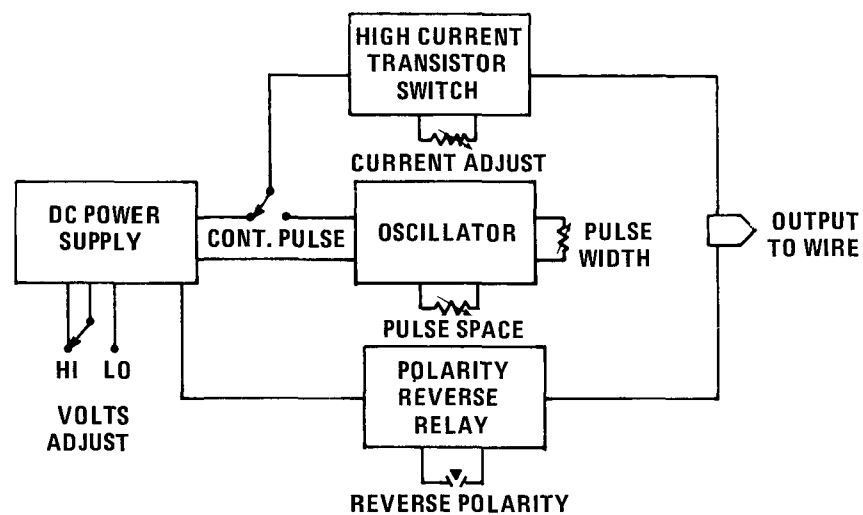 HIGH CURRENT
TRANSISTOR
SWITCH
CURRENT ADJUST
DC POWER
SUPPLY
CONT. PULSE
OSCILLATOR
PULSE
WIDTH
OUTPUT
TO WIRE
PULSE SPACE
HI LO
VOLTS
ADJUST
POLARITY
REVERSE
RELAY
REVERSE POLARITY